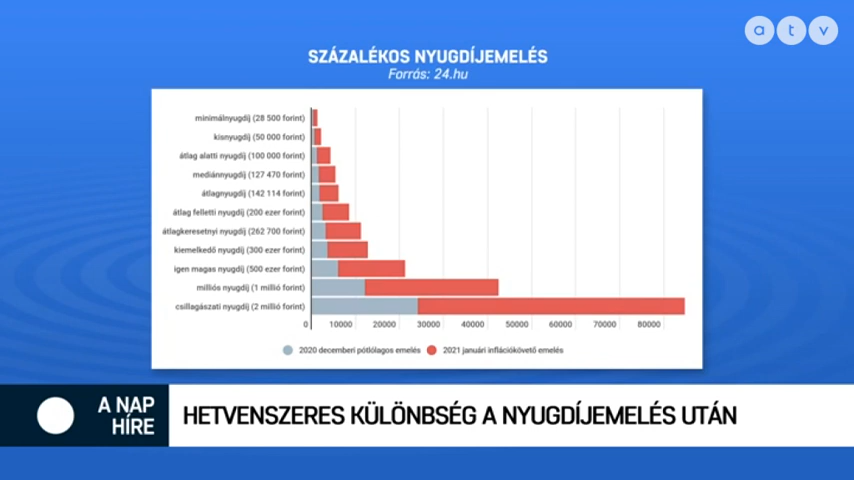 atv
SZÁZALÉKOS NYUGDÍJEMELÉS
Forrás: 24.hu
minimálnyugdíj (28 500 forint)
kisnyugdíj (50 000 forint)
átlag alatti nyugdíj (100 000 forint)
mediánnyugdíj (127 470 forint)
átlagnyugdíj (142 114 forint)
átlag felletti nyugdíj (200 ezer forint)
átlagkeresetnyi nyugdíj (262 700 forint)
kiemelkedő nyugdíj (300 ezer forint)
igen magas nyugdíj (500 ezer forint)
milliós nyugdíj (1 millió forint)
csillagászati nyugdíj (2 millió forint)
0 10000 20000 30000 40000 50000 60000 70000 80000
2020 decemberi pótlólagos emelés 2021 januári inflációkövető emelés
A NAP
HÍRE
HETVENSZERES KÜLÖNBSÉG A NYUGDÍJEMELÉS UTÁN